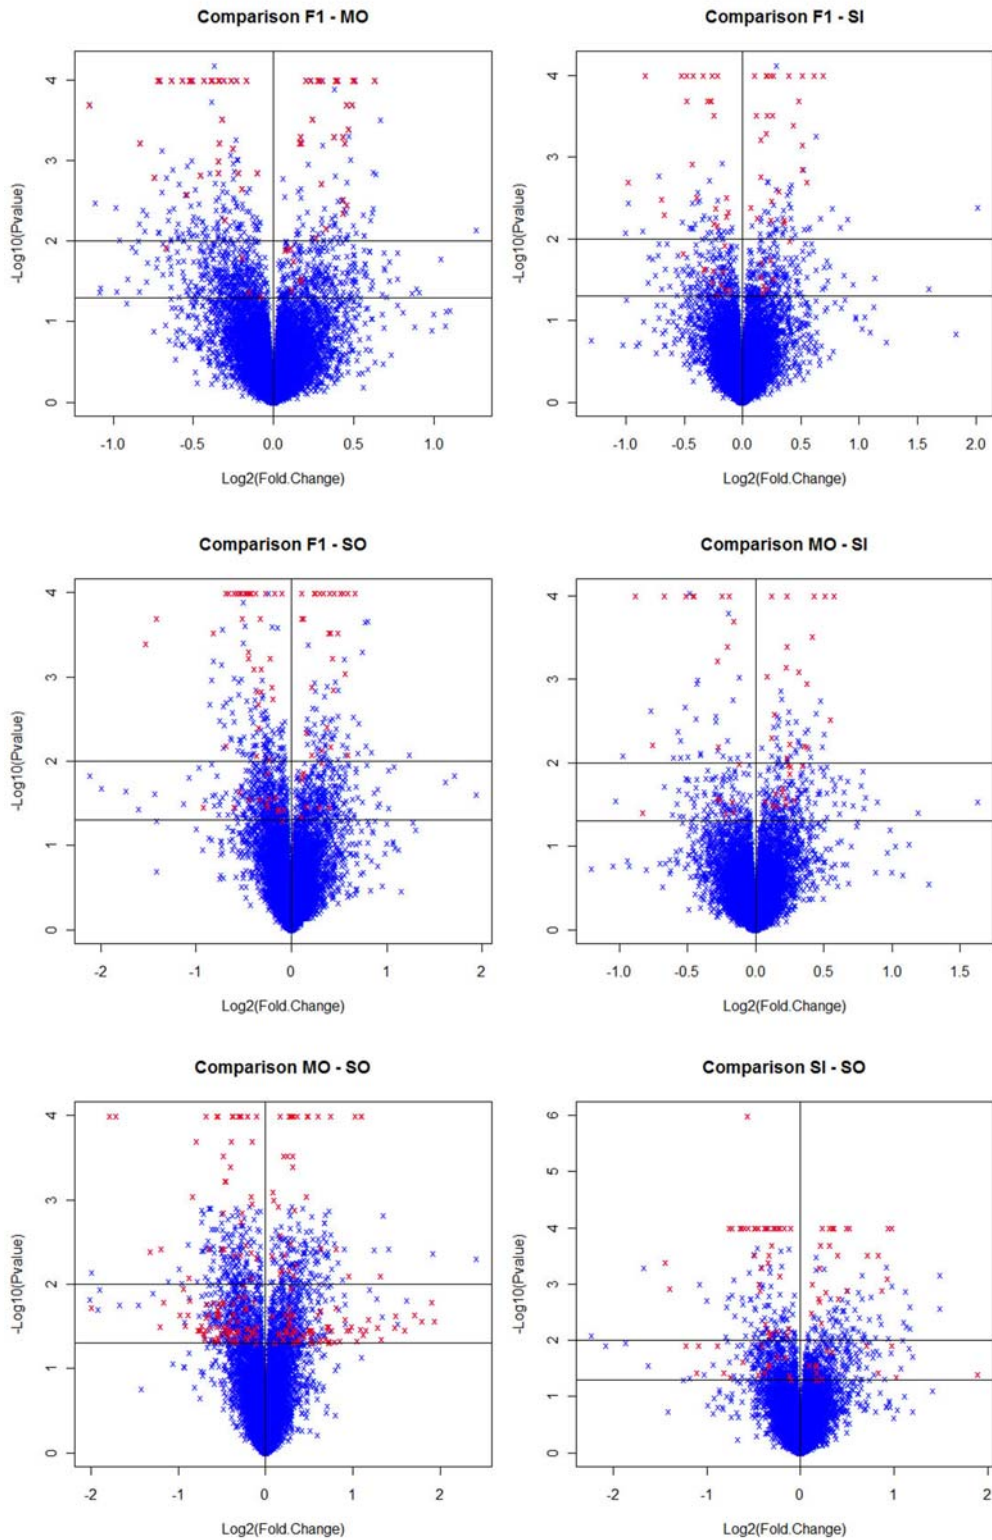 Comparison F1 - MO
Comparison F1 - SI
-Log10(Pvalue)
0 1 2 3 4
-1.0 -0.5 0.0 0.5 1.0
Log2(Fold.Change)
-Log10(Pvalue)
0 1 2 3 4
-1.0 -0.5 0.0 0.5 1.0 1.5 2.0
Log2(Fold.Change)
Comparison F1 - SO
Comparison MO - SI
-Log10(Pvalue)
0 1 2 3 4
-2 -1 0 1 2
Log2(Fold.Change)
-Log10(Pvalue)
0 1 2 3 4
-1.0 -0.5 0.0 0.5 1.0 1.5
Log2(Fold.Change)
Comparison MO - SO
Comparison SI - SO
-Log10(Pvalue)
0 1 2 3 4
-2 -1 0 1 2
Log2(Fold.Change)
-Log10(Pvalue)
0 1 2 3 4 5 6
-2 -1 0 1 2
Log2(Fold.Change)